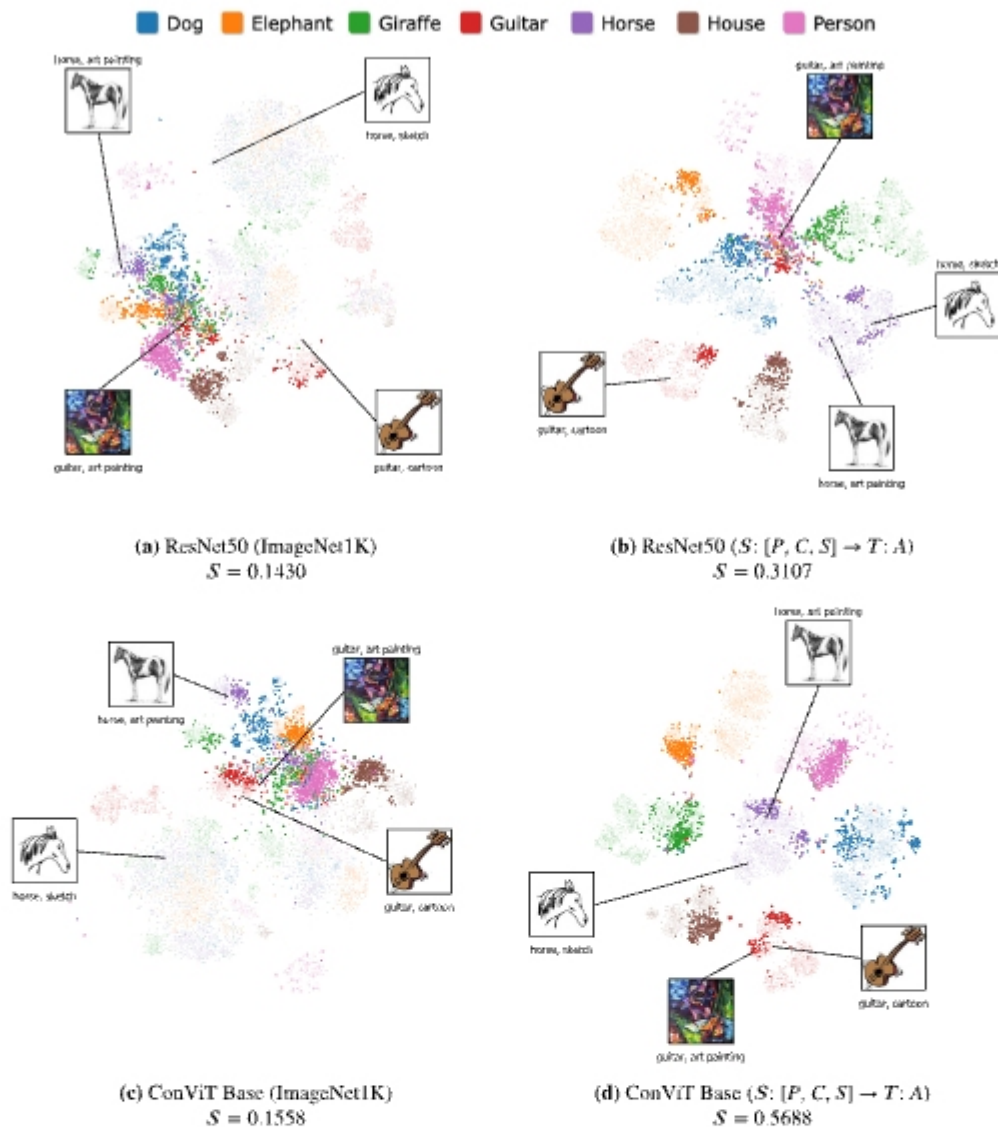 Dog Elephant Giraffe Guitar Horse House Person
horse, art painting
horse, sketch
guitar, art painting
guitar, cartoon
(a) ResNet50 (ImageNet1K)
S = 0.1430
guitar, art painting
horse, sketch
guitar, cartoon
horse, art painting
(b) ResNet50 (S: [P, C, S] → T: A)
S = 0.3107
horse, art painting
guitar, art painting
horse, sketch
guitar, cartoon
(c) ConViT Base (ImageNet1K)
S = 0.1558
horse, art painting
horse, sketch
guitar, cartoon
guitar, art painting
(d) ConViT Base (S: [P, C, S] → T: A)
S = 0.5688